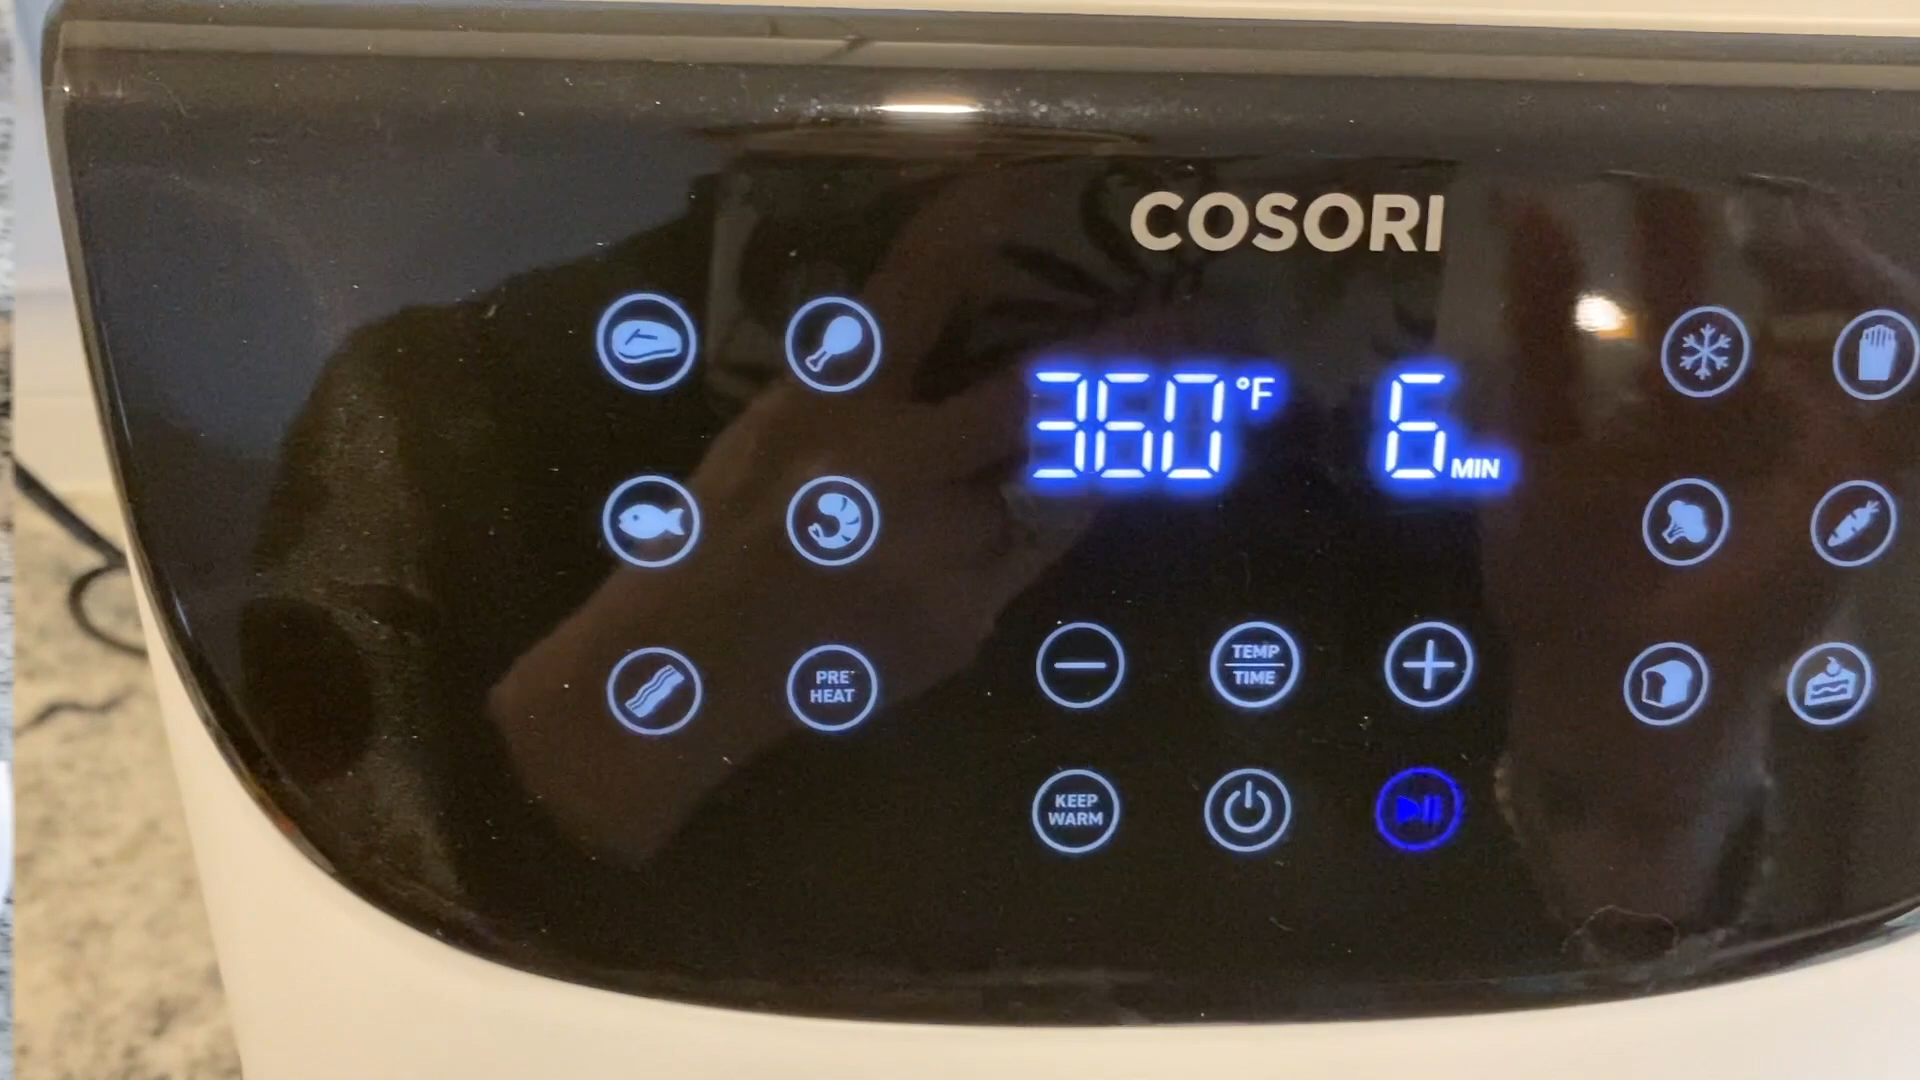 COSORI
360 °F 6 MIN
TEMP
TIME
PRE
HEAT
KEEP
WARM